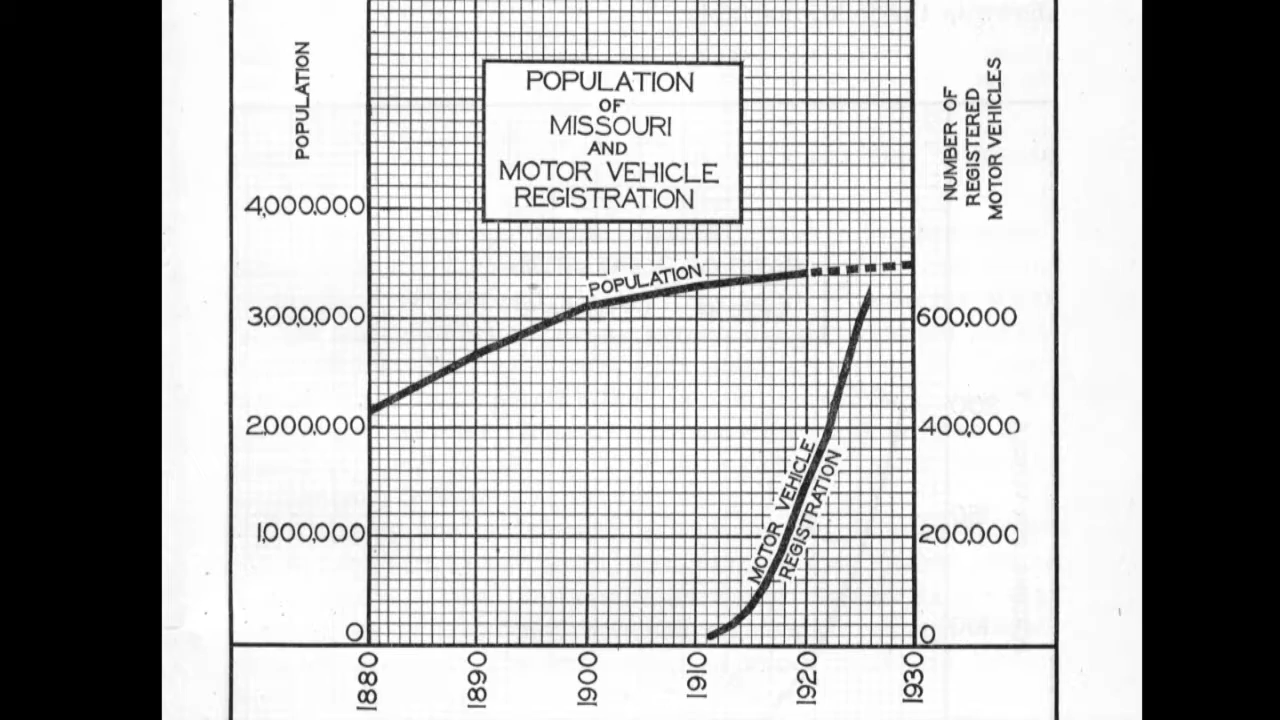 POPULATION
OF
MISSOURI
AND
MOTOR VEHICLE
REGISTRATION
POPULATION
4,000,000
3,000,000
2,000,000
1,000,000
0
POPULATION
MOTOR VEHICLE
REGISTRATION
NUMBER OF
REGISTERED
MOTOR VEHICLES
600,000
400,000
200,000
0
1880
1890
1900
1910
1920
1930